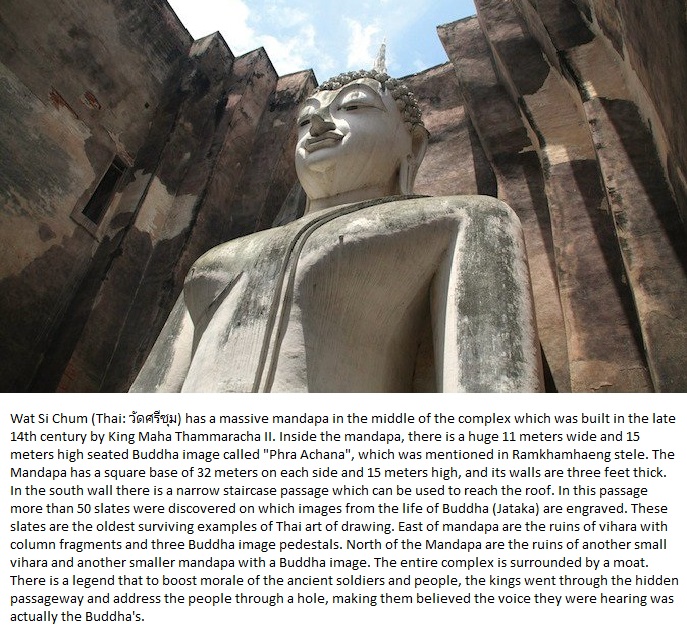 Wat Si Chum (Thai: วัดศรีชุม) has a massive mandapa in the middle of the complex which was built in the late
14th century by King Maha Thammaracha II. Inside the mandapa, there is a huge 11 meters wide and 15
meters high seated Buddha image called "Phra Achana", which was mentioned in Ramkhamhaeng stele. The
Mandapa has a square base of 32 meters on each side and 15 meters high, and its walls are three feet thick.
In the south wall there is a narrow staircase passage which can be used to reach the roof. In this passage
more than 50 slates were discovered on which images from the life of Buddha (Jataka) are engraved. These
slates are the oldest surviving examples of Thai art of drawing. East of mandapa are the ruins of vihara with
column fragments and three Buddha image pedestals. North of the Mandapa are the ruins of another small
vihara and another smaller mandapa with a Buddha image. The entire complex is surrounded by a moat.
There is a legend that to boost morale of the ancient soldiers and people, the kings went through the hidden
passageway and address the people through a hole, making them believed the voice they were hearing was
actually the Buddha's.